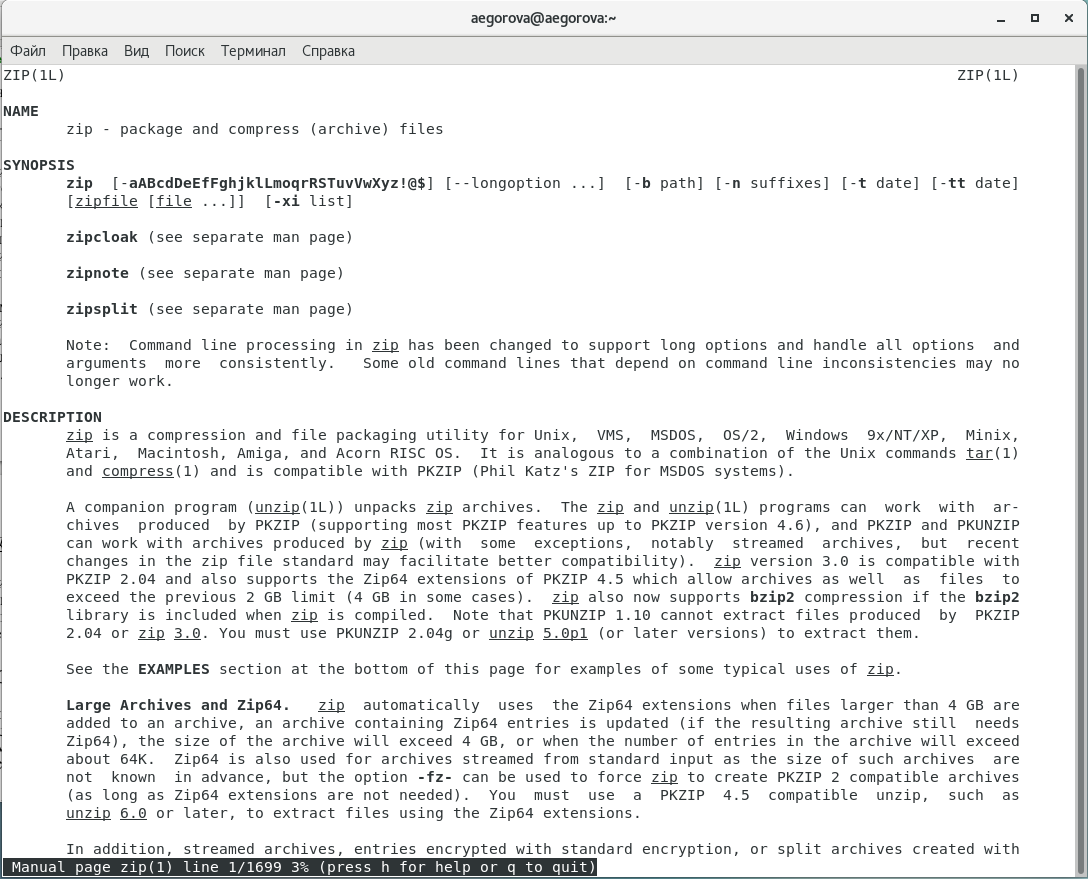 aegorova@aegorova:~
Файл Правка Вид Поиск Терминал Справка
ZIP(1L) ZIP(1L)
NAME
zip - package and compress (archive) files
SYNOPSIS
zip [-aABcdDeEfFghjklLmoqrRSTuvVwXyz!@$] [--longoption ...] [-b path] [-n suffixes] [-t date] [-tt date]
[zipfile [file ...]] [-xi list]
zipcloak (see separate man page)
zipnote (see separate man page)
zipsplit (see separate man page)
Note: Command line processing in zip has been changed to support long options and handle all options and
arguments more consistently. Some old command lines that depend on command line inconsistencies may no
longer work.
DESCRIPTION
zip is a compression and file packaging utility for Unix, VMS, MSDOS, OS/2, Windows 9x/NT/XP, Minix,
Atari, Macintosh, Amiga, and Acorn RISC OS. It is analogous to a combination of the Unix commands tar(1)
and compress(1) and is compatible with PKZIP (Phil Katz's ZIP for MSDOS systems).
A companion program (unzip(1L)) unpacks zip archives. The zip and unzip(1L) programs can work with ar-
chives produced by PKZIP (supporting most PKZIP features up to PKZIP version 4.6), and PKZIP and PKUNZIP
can work with archives produced by zip (with some exceptions, notably streamed archives, but recent
changes in the zip file standard may facilitate better compatibility). zip version 3.0 is compatible with
PKZIP 2.04 and also supports the Zip64 extensions of PKZIP 4.5 which allow archives as well as files to
exceed the previous 2 GB limit (4 GB in some cases). zip also now supports bzip2 compression if the bzip2
library is included when zip is compiled. Note that PKUNZIP 1.10 cannot extract files produced by PKZIP
2.04 or zip 3.0. You must use PKUNZIP 2.04g or unzip 5.0p1 (or later versions) to extract them.
See the EXAMPLES section at the bottom of this page for examples of some typical uses of zip.
Large Archives and Zip64. zip automatically uses the Zip64 extensions when files larger than 4 GB are
added to an archive, an archive containing Zip64 entries is updated (if the resulting archive still needs
Zip64), the size of the archive will exceed 4 GB, or when the number of entries in the archive will exceed
about 64K. Zip64 is also used for archives streamed from standard input as the size of such archives are
not known in advance, but the option -fz- can be used to force zip to create PKZIP 2 compatible archives
(as long as Zip64 extensions are not needed). You must use a PKZIP 4.5 compatible unzip, such as
unzip 6.0 or later, to extract files using the Zip64 extensions.
In addition, streamed archives, entries encrypted with standard encryption, or split archives created with
Manual page zip(1) line 1/1699 3% (press h for help or q to quit)